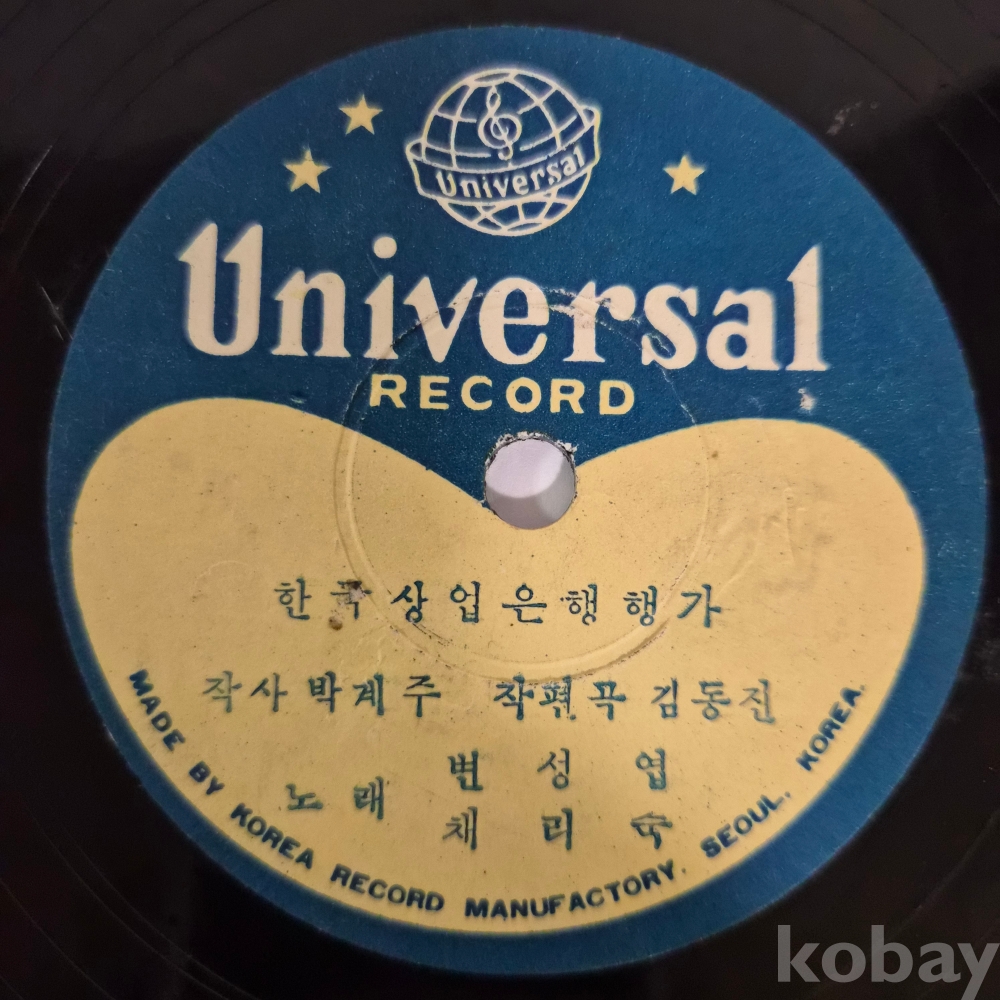 Universal
Universal
RECORD
한국상업은행행가
작사 박계주 작편곡 김동진
노래 변성엽
채리숙
MADE BY KOREA RECORD MANUFACTORY. SEOUL. KOREA.
kobay